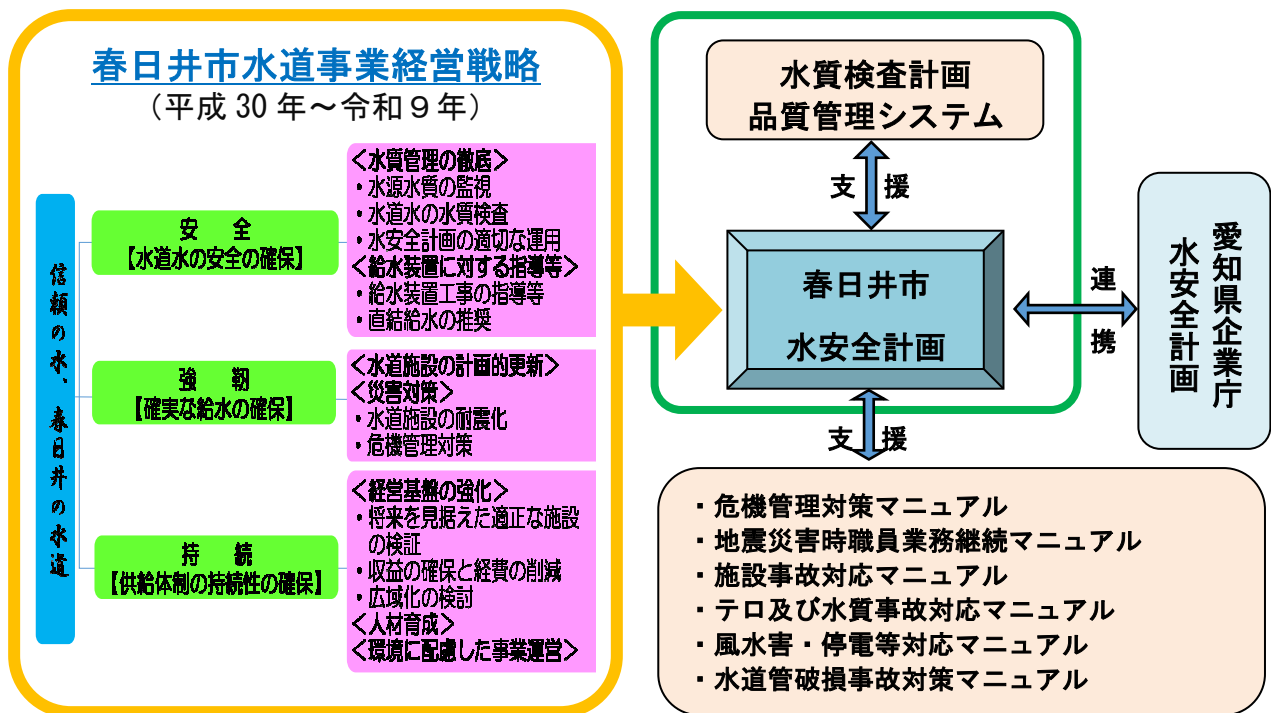 春日井市水道事業経営戦略
（平成 30 年～令和９年）
信頼の水、春日井の水道
安　全
【水道水の安全の確保】
＜水質管理の徹底＞
・水源水質の監視
・水道水の水質検査
・水安全計画の適切な運用
＜給水装置に対する指導等＞
・給水装置工事の指導等
・直結給水の推奨
強　靭
【確実な給水の確保】
＜水道施設の計画的更新＞
＜災害対策＞
・水道施設の耐震化
・危機管理対策
持　続
【供給体制の持続性の確保】
＜経営基盤の強化＞
・将来を見据えた適正な施設
の検証
・収益の確保と経費の削減
・広域化の検討
＜人材育成＞
＜環境に配慮した事業運営＞
水質検査計画
品質管理システム
支　援
春日井市
水安全計画
連　携
愛知県企業庁
水安全計画
支　援
・危機管理対策マニュアル
・地震災害時職員業務継続マニュアル
・施設事故対応マニュアル
・テロ及び水質事故対応マニュアル
・風水害・停電等対応マニュアル
・水道管破損事故対策マニュアル